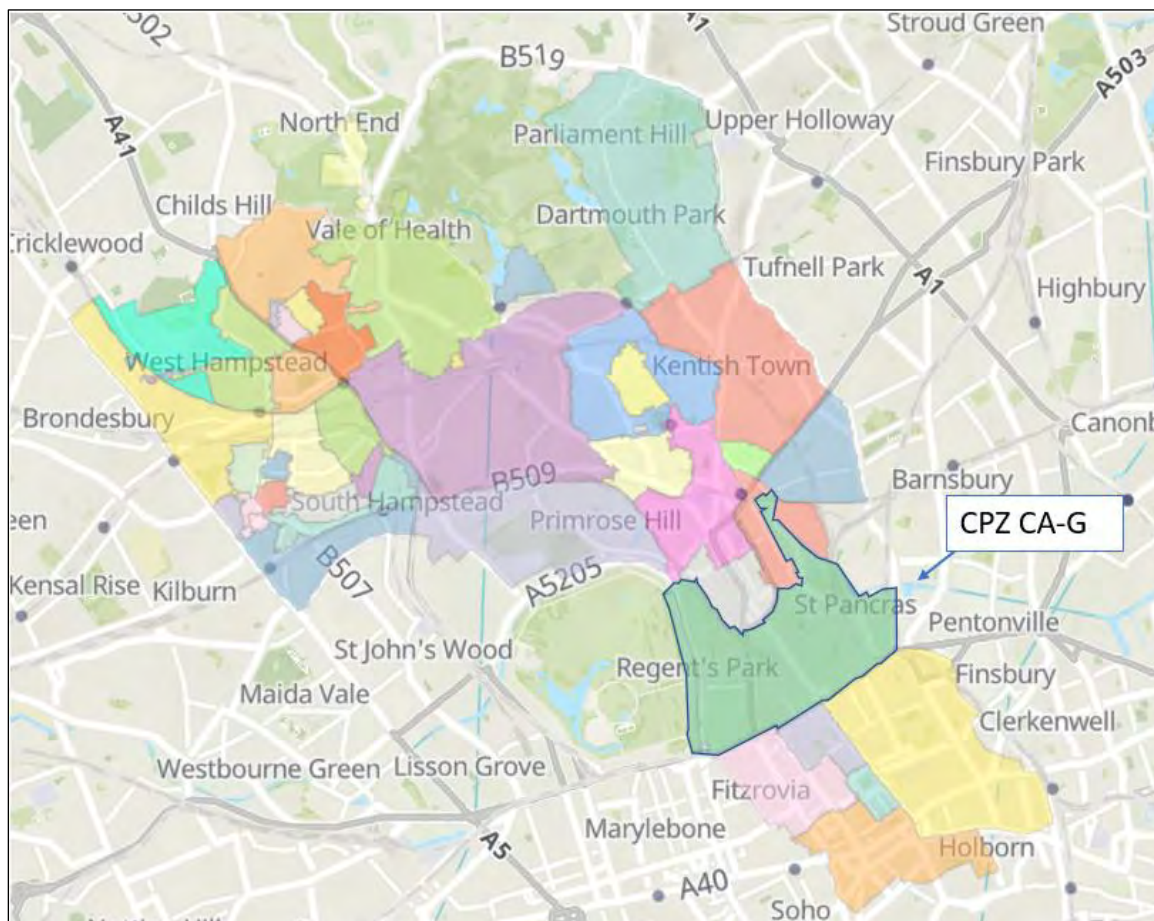 Stroud Green
A1
B519
A503
A41
North End
Parliament Hill
Upper Holloway
Finsbury Park
Childs Hill
Vale of Health
Dartmouth Park
Tufnell Park
A1
Highbury
West Hampstead
Kentish Town
Brondesbury
B509
Barnsbury
South Hampstead
Primrose Hill
CPZ CA-G
Kensal Rise
Kilburn
B507
A5205
St Pancras
Pentonville
St John's Wood
Regent's Park
Finsbury
Maida Vale
Clerkenwell
Westbourne Green
Lisson Grove
Fitzrovia
Marylebone
A5
Holborn
A40
Soho